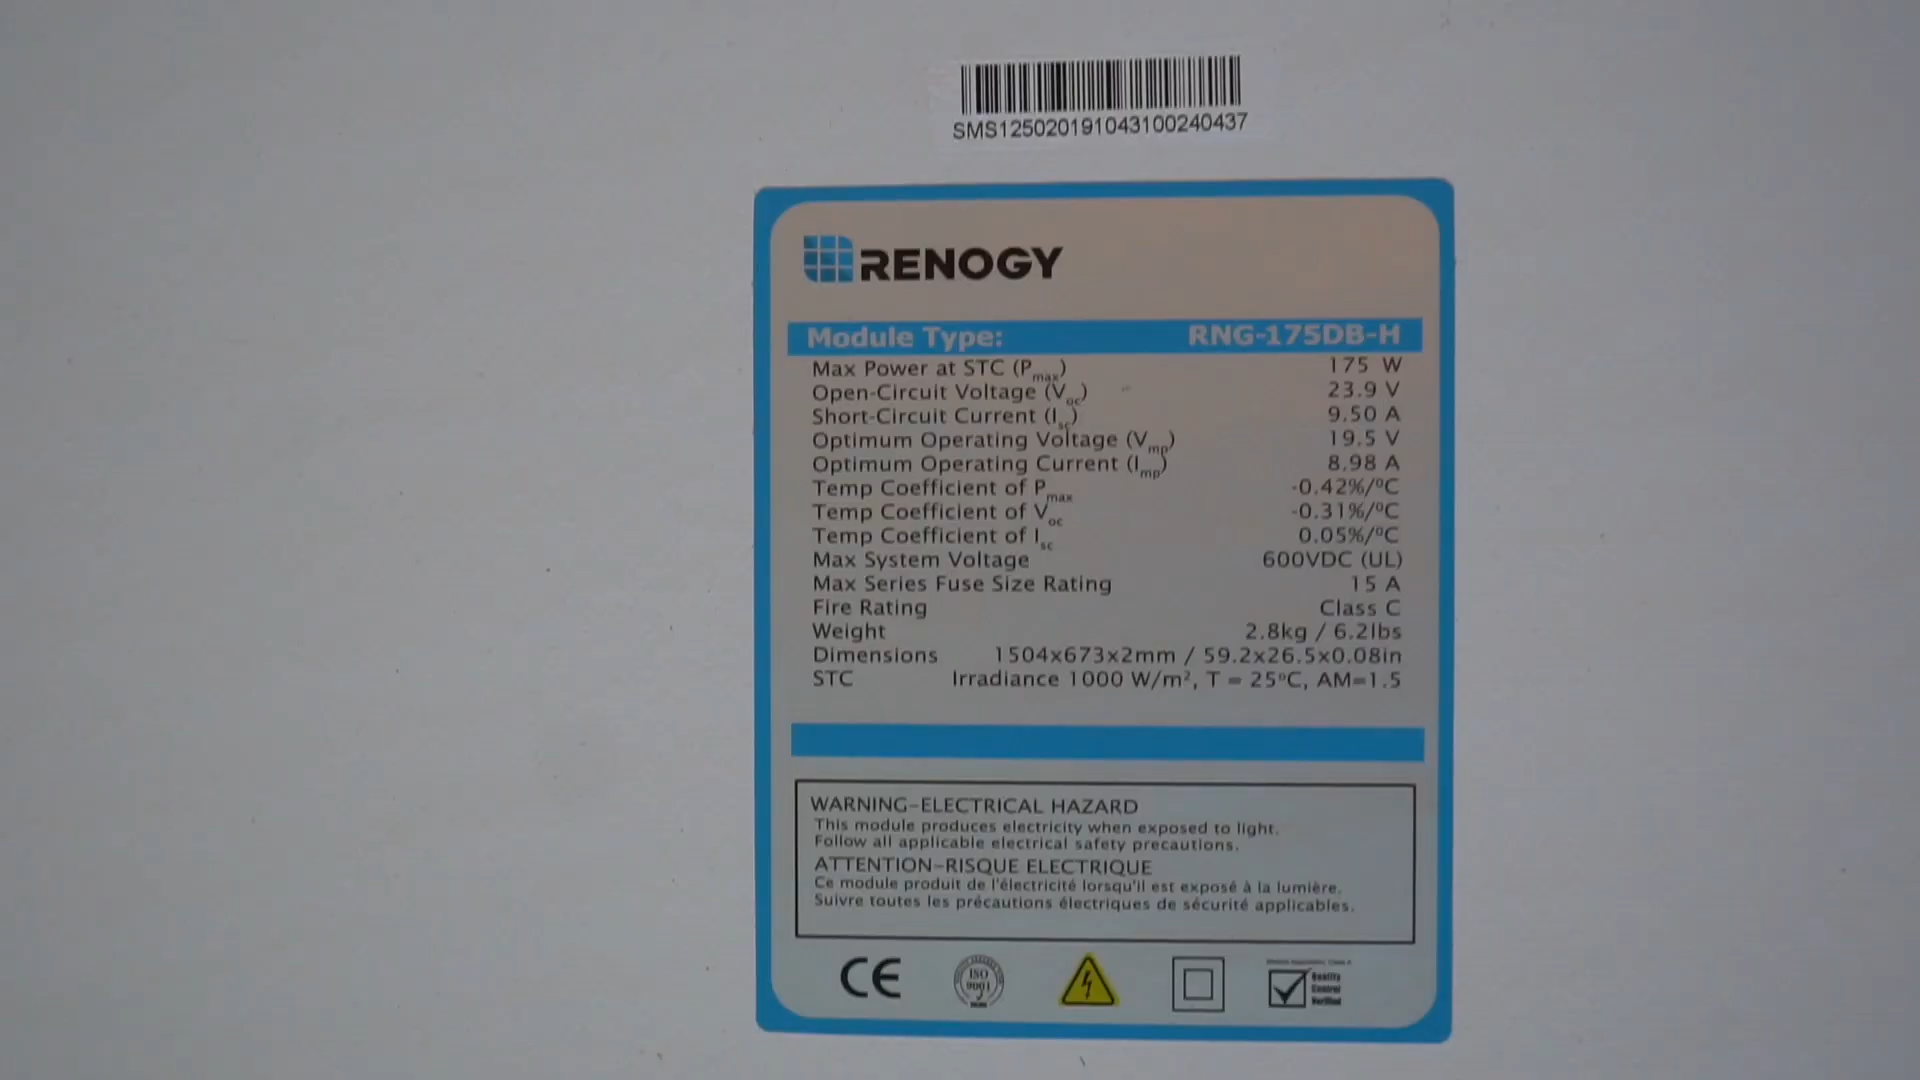 SMS125020191043100240437
RENOGY
Module Type: RNG-175DB-H
Max Power at STC (Pmax) 175 W
Open-Circuit Voltage (Voc) 23.9 V
Short-Circuit Current (Isc) 9.50 A
Optimum Operating Voltage (Vmp) 19.5 V
Optimum Operating Current (Imp) 8.98 A
Temp Coefficient of Pmax -0.42%/ºC
Temp Coefficient of Voc -0.31%/ºC
Temp Coefficient of Isc 0.05%/ºC
Max System Voltage 600VDC (UL)
Max Series Fuse Size Rating 15 A
Fire Rating Class C
Weight 2.8kg / 6.2lbs
Dimensions 1504x673x2mm / 59.2x26.5x0.08in
STC Irradiance 1000 W/m², T = 25ºC, AM=1.5
WARNING-ELECTRICAL HAZARD
This module produces electricity when exposed to light.
Follow all applicable electrical safety precautions.
ATTENTION-RISQUE ELECTRIQUE
Ce module produit de l'électricité lorsqu'il est exposé à la lumière.
Suivre toutes les précautions électriques de sécurité applicables.
CE
ISO
9001
Quality
Control
Verified